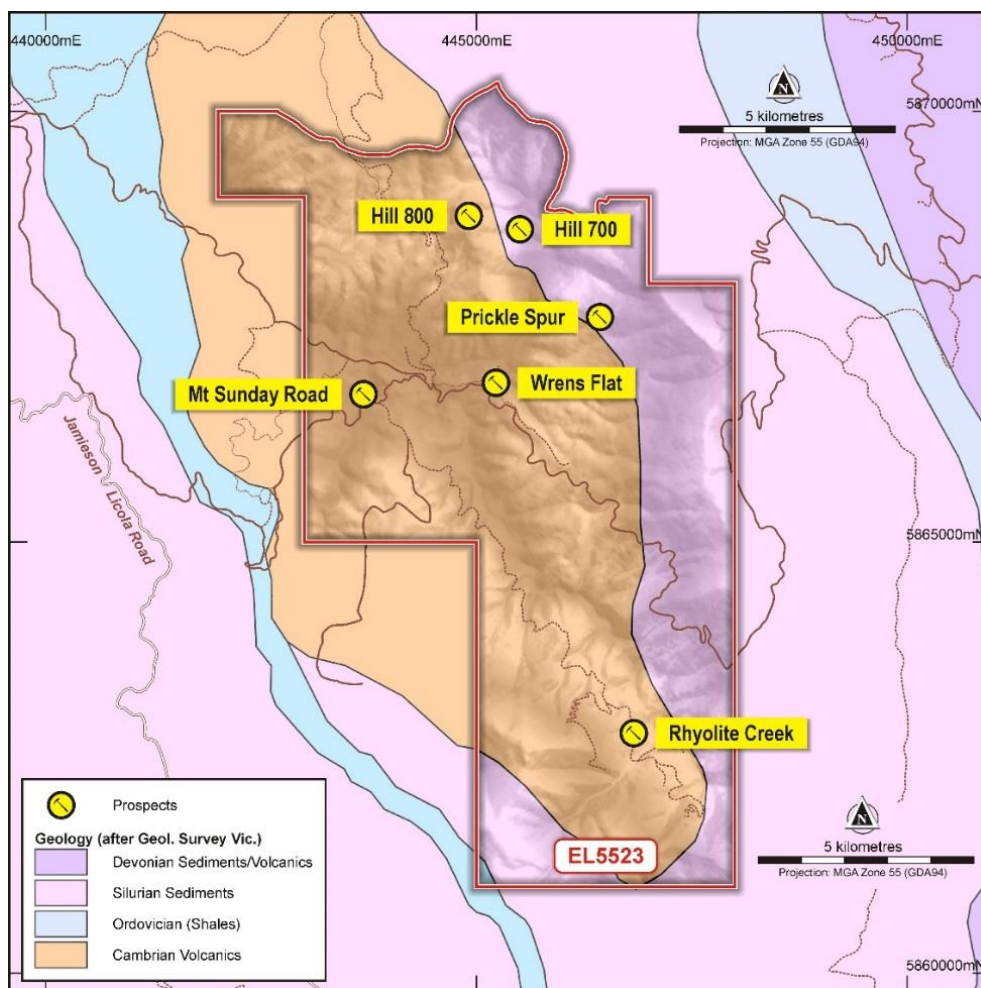 440000mE
445000mE
450000mE
N
5870000mN
5 kilometres
Projection: MGA Zone 55 (GDA94)
Hill 800
Hill 700
Prickle Spur
Mt Sunday Road
Wrens Flat
Jamieson
Licola Road
5865000mN
Rhyolite Creek
EL5523
N
5 kilometres
Projection: MGA Zone 55 (GDA94)
Prospects
Geology (after Geol. Survey Vic.)
Devonian Sediments/Volcanics
Silurian Sediments
Ordovician (Shales)
Cambrian Volcanics
5860000mN